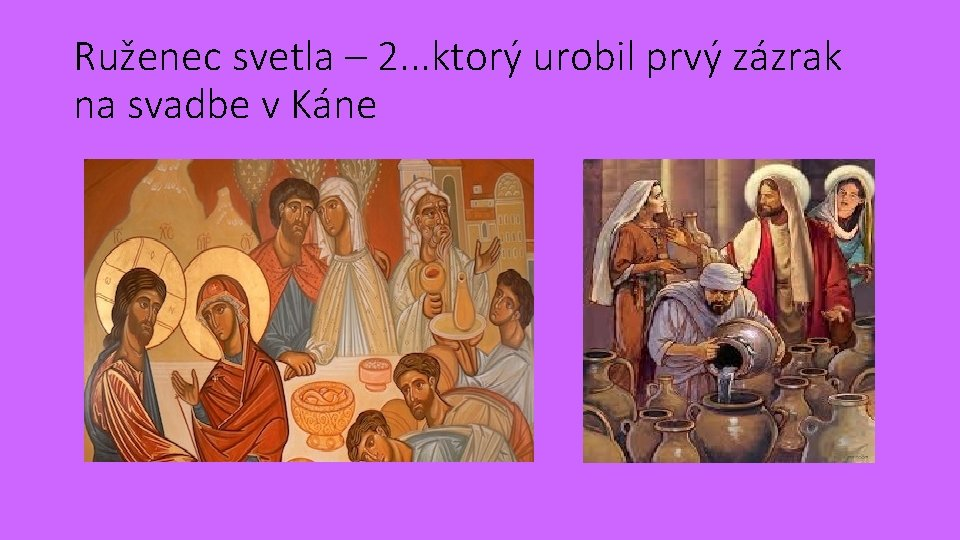 Ruženec svetla – 2...ktorý urobil prvý zázrak
na svadbe v Káne